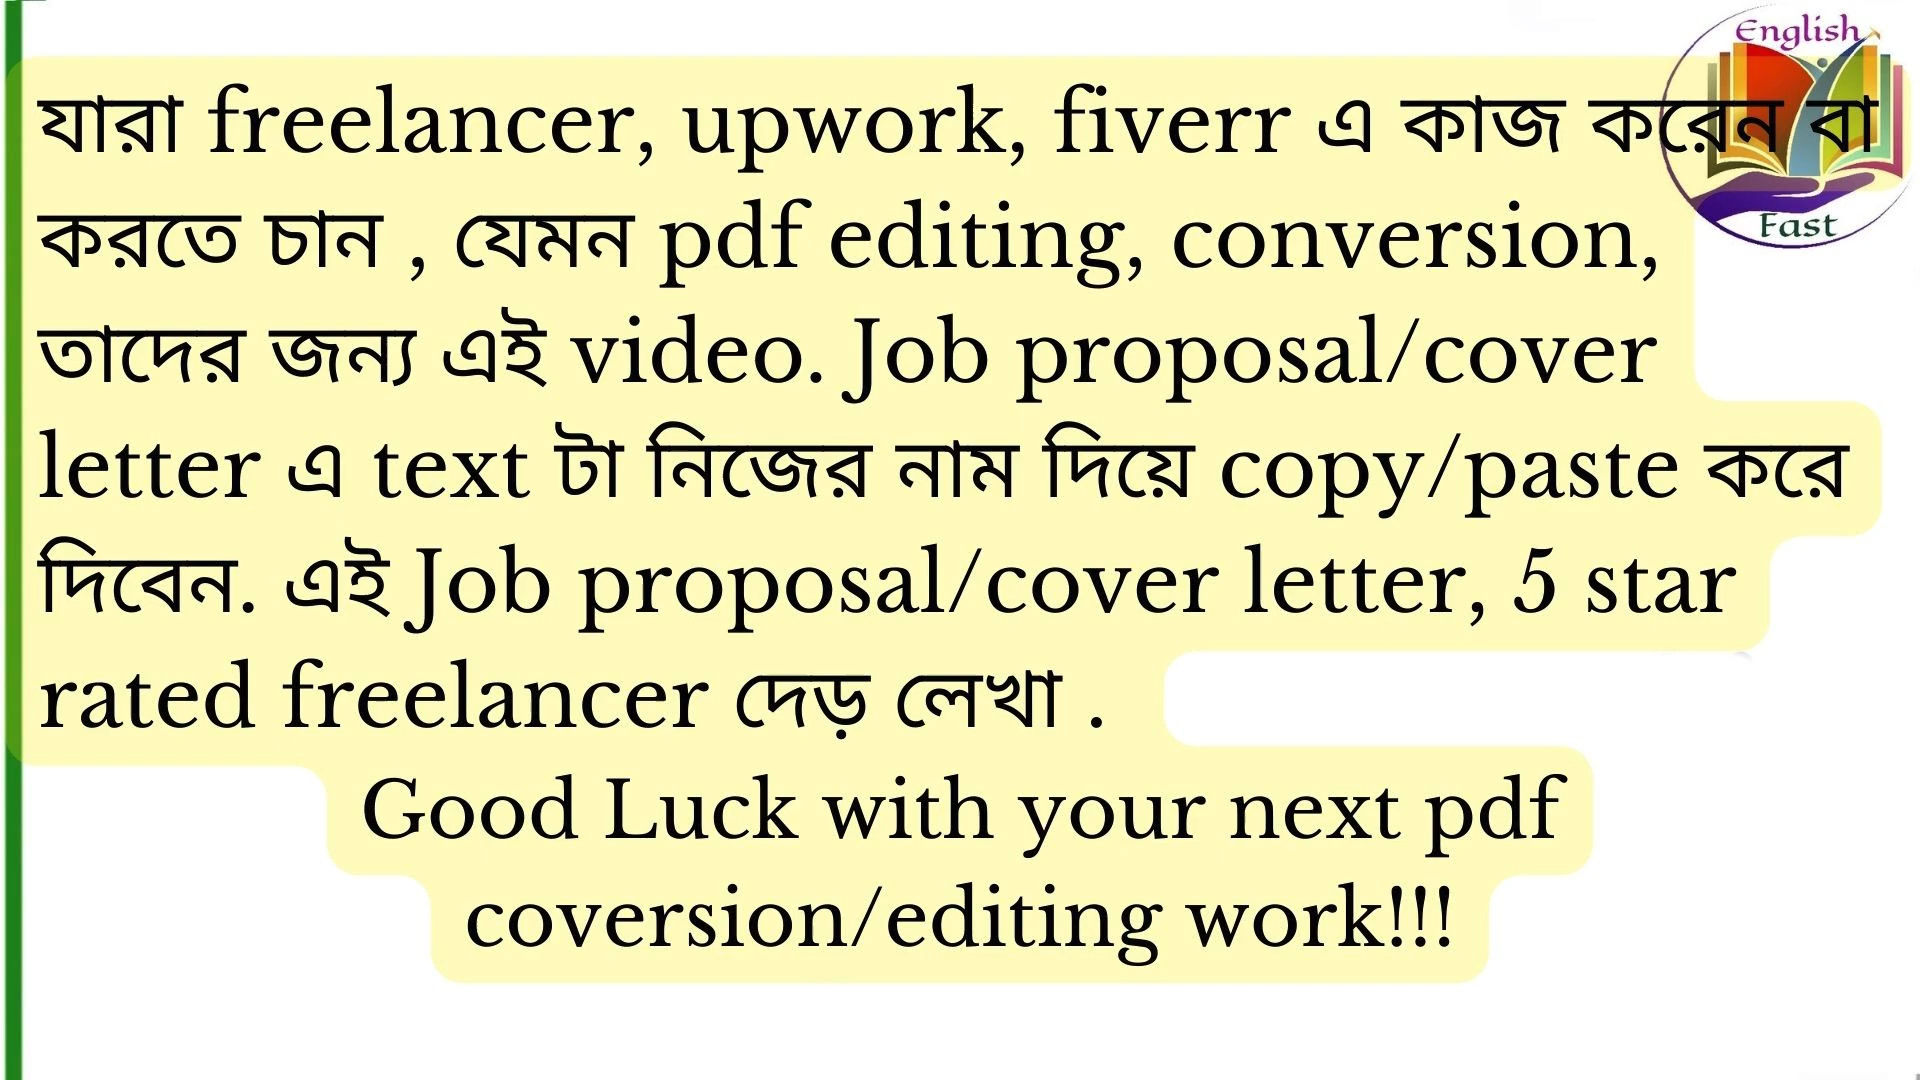 English
Fast
যারা freelancer, upwork, fiverr এ কাজ করেন বা
করতে চান , যেমন pdf editing, conversion,
তাদের জন্য এই video. Job proposal/cover
letter এ text টা নিজের নাম দিয়ে copy/paste করে
দিবেন. এই Job proposal/cover letter, 5 star
rated freelancer দেড় লেখা .
Good Luck with your next pdf
coversion/editing work!!!